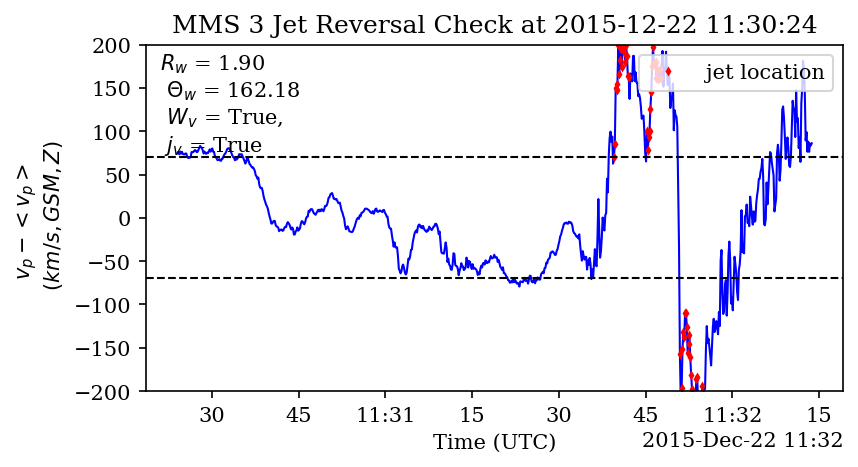 MMS 3 Jet Reversal Check at 2015-12-22 11:30:24
R_w = 1.90
Θ_w = 162.18
W_v = True,
j_v = True
jet location
v_p − <v_p>
(km/s, GSM, Z)
200
150
100
50
0
−50
−100
−150
−200
30
45
11:31
15
30
45
11:32
15
Time (UTC)
2015-Dec-22 11:32